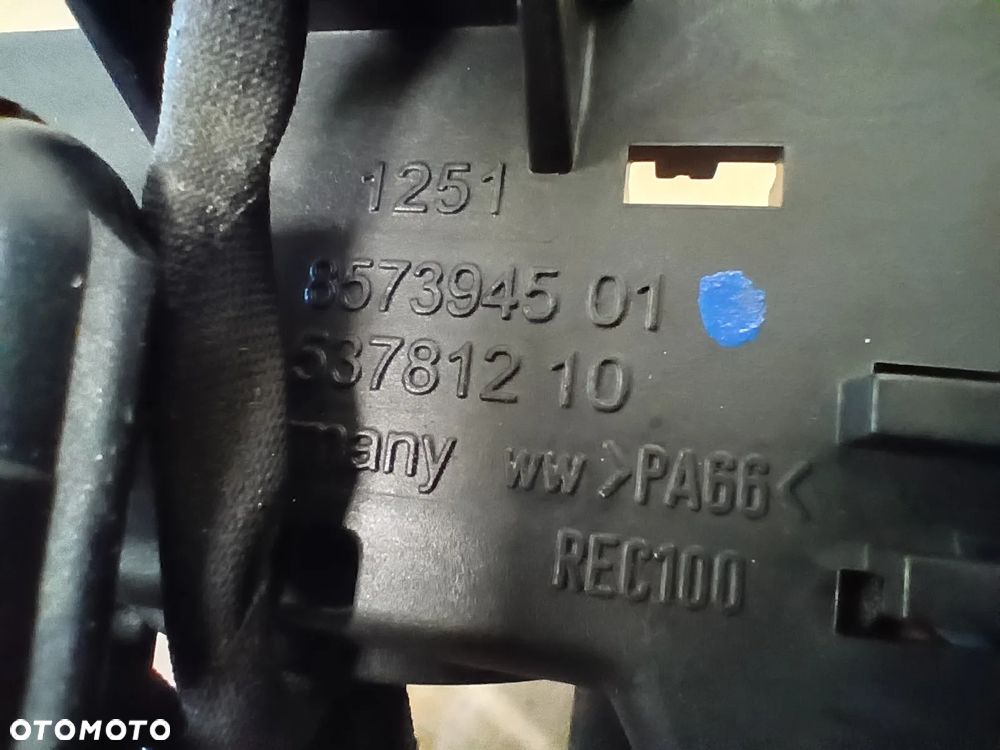 1251
8573945 01
537812 10
many ww >PA66<
REC100
OTOMOTO